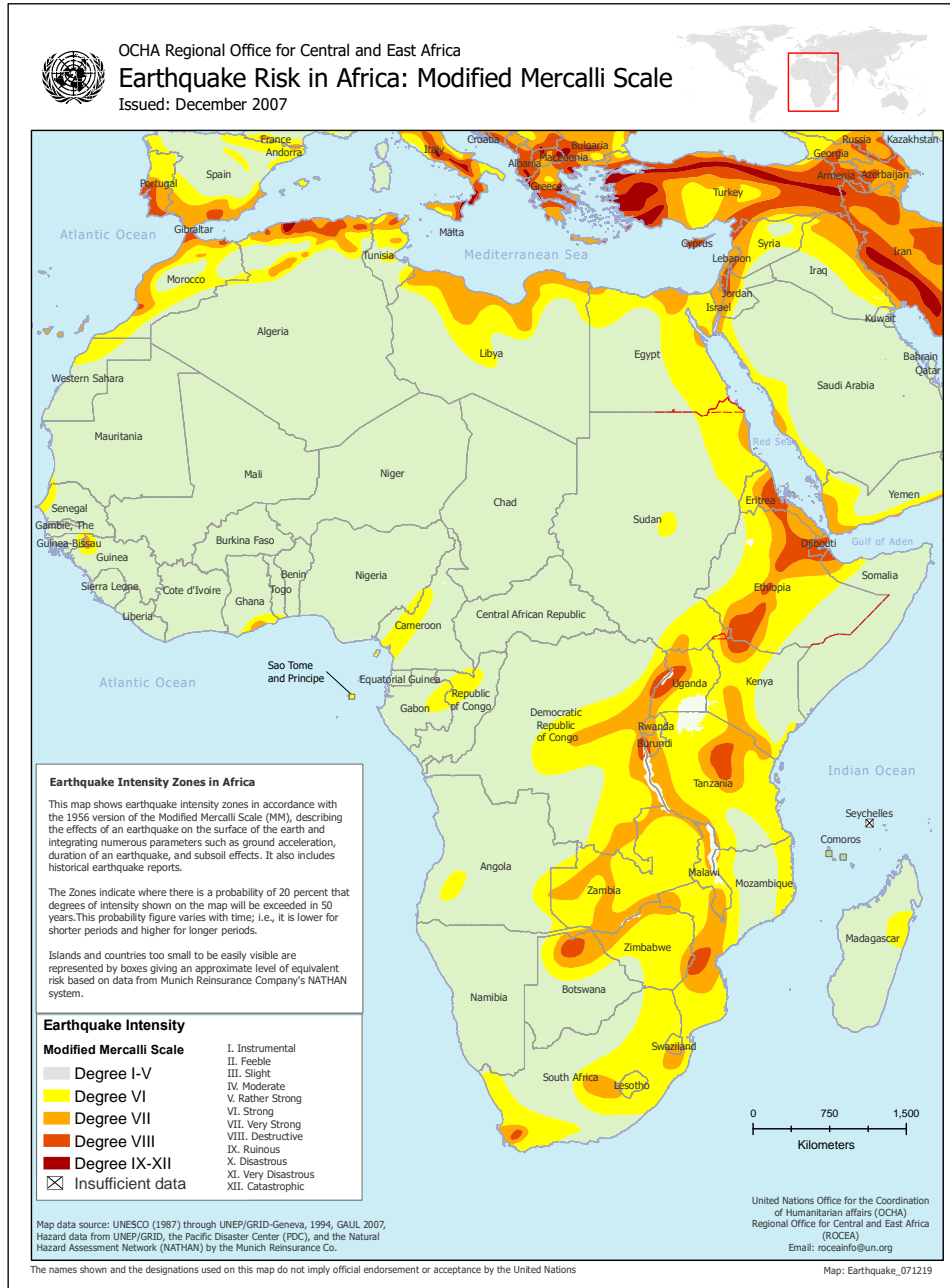 OCHA Regional Office for Central and East Africa
Earthquake Risk in Africa: Modified Mercalli Scale
Issued: December 2007
France
Andorra
Spain
Portugal
Gibraltar
Italy
Croatia
Bulgaria
Albania
Macedonia
Greece
Malta
Turkey
Russia
Kazakhstan
Georgia
Armenia
Azerbaijan
Cyprus
Syria
Lebanon
Iraq
Iran
Jordan
Israel
Kuwait
Bahrain
Qatar
Saudi Arabia
Yemen
Atlantic Ocean
Mediterranean Sea
Red Sea
Gulf of Aden
Morocco
Tunisia
Algeria
Libya
Egypt
Western Sahara
Mauritania
Mali
Niger
Chad
Sudan
Eritrea
Djibouti
Somalia
Ethiopia
Senegal
Gambie, The
Guinea-Bissau
Guinea
Sierra Leone
Liberia
Cote d'Ivoire
Burkina Faso
Ghana
Togo
Benin
Nigeria
Cameroon
Central African Republic
Sao Tome
and Principe
Equatorial Guinea
Gabon
Republic
of Congo
Democratic
Republic
of Congo
Uganda
Kenya
Rwanda
Burundi
Tanzania
Atlantic Ocean
Indian Ocean
Seychelles
Comoros
Angola
Zambia
Malawi
Mozambique
Zimbabwe
Madagascar
Namibia
Botswana
Swaziland
South Africa
Lesotho
Earthquake Intensity Zones in Africa
This map shows earthquake intensity zones in accordance with
the 1956 version of the Modified Mercalli Scale (MM), describing
the effects of an earthquake on the surface of the earth and
integrating numerous parameters such as ground acceleration,
duration of an earthquake, and subsoil effects. It also includes
historical earthquake reports.
The Zones indicate where there is a probability of 20 percent that
degrees of intensity shown on the map will be exceeded in 50
years.This probability figure varies with time; i.e., it is lower for
shorter periods and higher for longer periods.
Islands and countries too small to be easily visible are
represented by boxes giving an approximate level of equivalent
risk based on data from Munich Reinsurance Company's NATHAN
system.
Earthquake Intensity
Modified Mercalli Scale
Degree I-V
Degree VI
Degree VII
Degree VIII
Degree IX-XII
Insufficient data
I. Instrumental
II. Feeble
III. Slight
IV. Moderate
V. Rather Strong
VI. Strong
VII. Very Strong
VIII. Destructive
IX. Ruinous
X. Disastrous
XI. Very Disastrous
XII. Catastrophic
0 750 1,500
Kilometers
Map data source: UNESCO (1987) through UNEP/GRID-Geneva, 1994, GAUL 2007,
Hazard data from UNEP/GRID, the Pacific Disaster Center (PDC), and the Natural
Hazard Assessment Network (NATHAN) by the Munich Reinsurance Co.
United Nations Office for the Coordination
of Humanitarian affairs (OCHA)
Regional Office for Central and East Africa
(ROCEA)
Email: roceainfo@un.org
The names shown and the designations used on this map do not imply official endorsement or acceptance by the United Nations
Map: Earthquake_071219